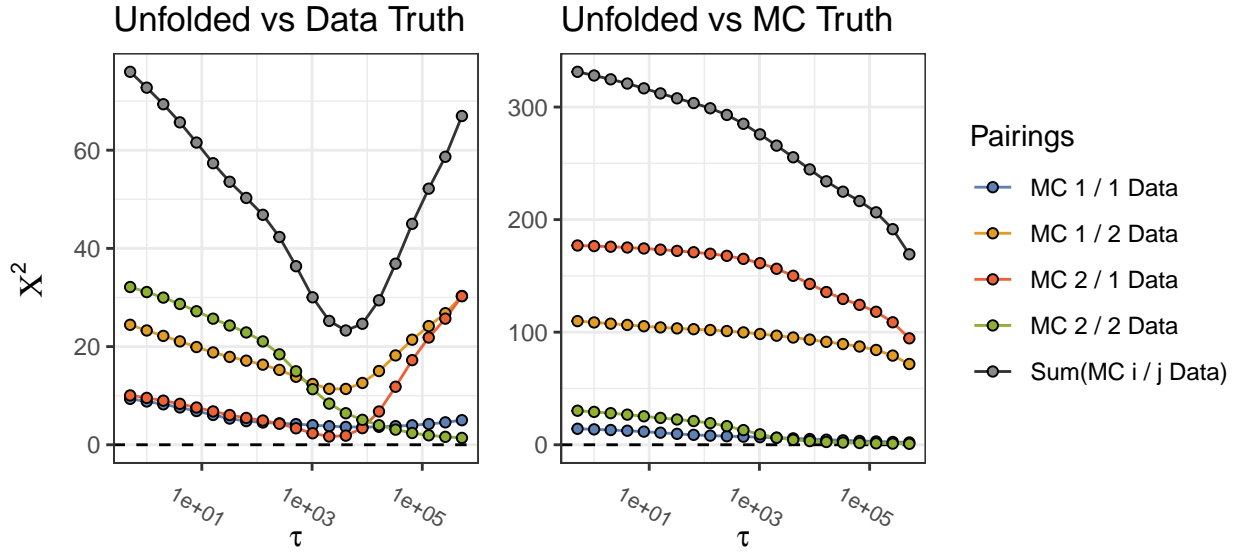 Unfolded vs Data Truth
Unfolded vs MC Truth
X²
60
40
20
0
1e+01
1e+03
1e+05
τ
300
200
100
0
1e+01
1e+03
1e+05
τ
Pairings
MC 1 / 1 Data
MC 1 / 2 Data
MC 2 / 1 Data
MC 2 / 2 Data
Sum(MC i / j Data)